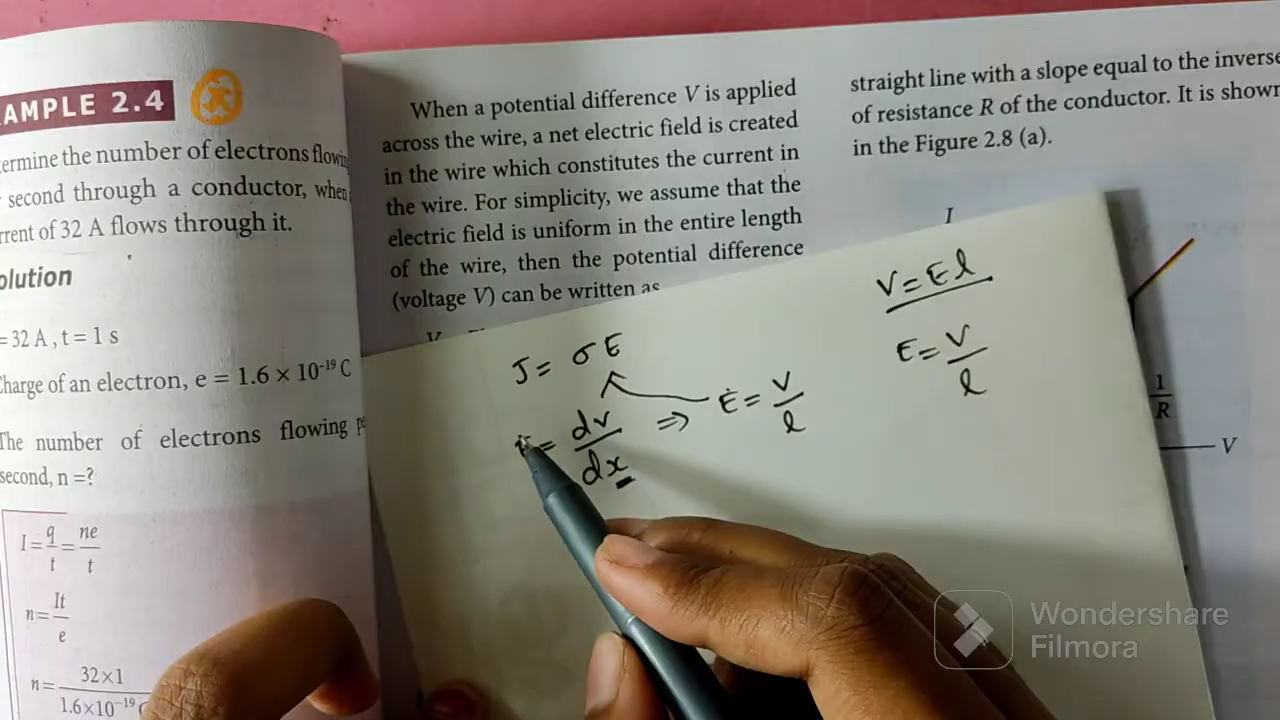 AMPLE 2.4
termine the number of electrons flowing
second through a conductor, when
rrent of 32 A flows through it.
olution
= 32 A , t = 1 s
Charge of an electron, e = 1.6 × 10⁻¹⁹ C
The number of electrons flowing
second, n =?
I = q/t = ne/t
n = It/e
n = 32×1 / 1.6×10⁻¹⁹ C
When a potential difference V is applied
across the wire, a net electric field is created
in the wire which constitutes the current in
the wire. For simplicity, we assume that the
electric field is uniform in the entire length
of the wire, then the potential difference
(voltage V) can be written as
V
straight line with a slope equal to the inverse
of resistance R of the conductor. It is shown
in the Figure 2.8 (a).
I
1/R
V
J = σE
= dv/dx ⇒ E = V/l
V = El
E = V/l
Wondershare
Filmora